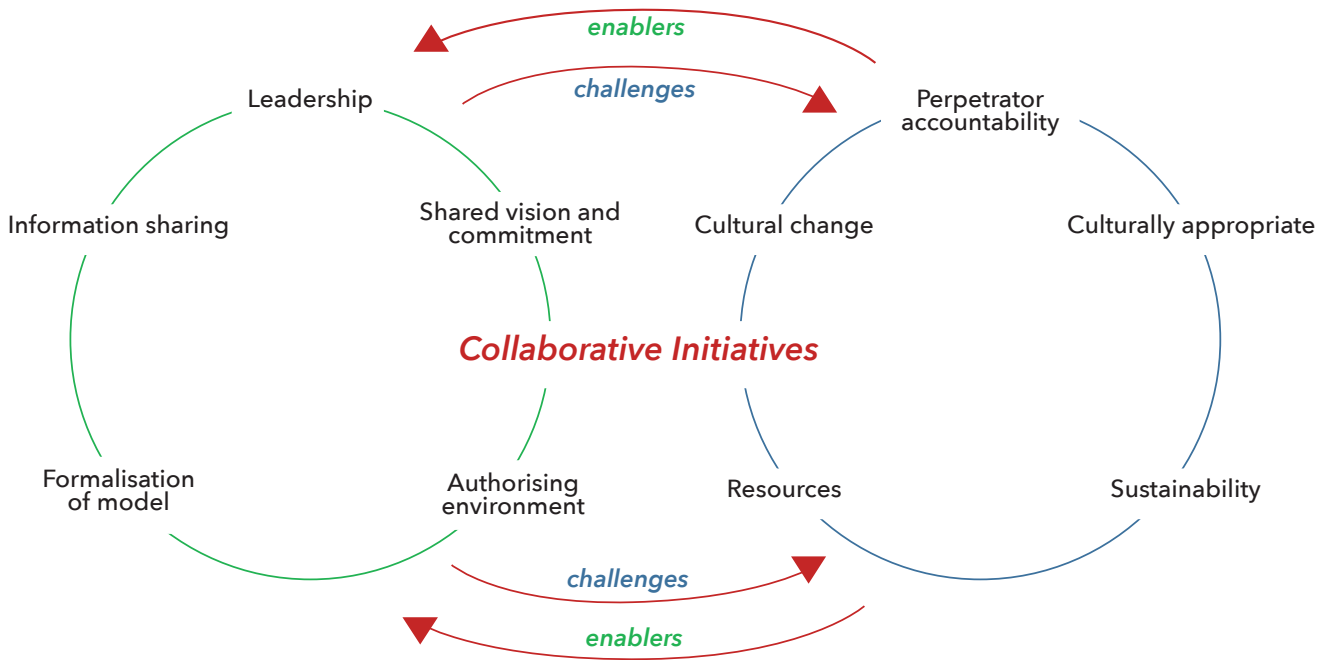 enablers
challenges
Leadership
Perpetrator
accountability
Information sharing
Shared vision and
commitment
Cultural change
Culturally appropriate
Collaborative Initiatives
Formalisation
of model
Authorising
environment
Resources
Sustainability
challenges
enablers